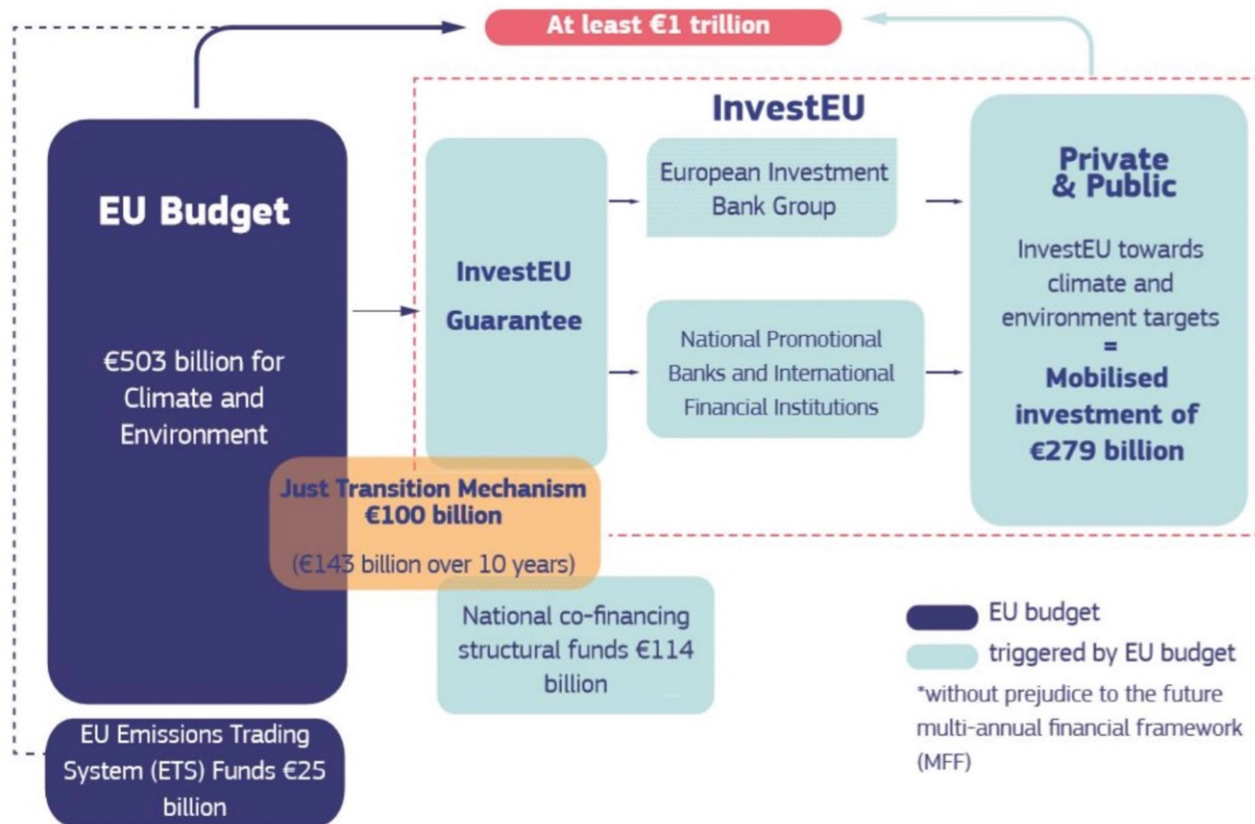 At least €1 trillion
InvestEU
EU Budget
€503 billion for
Climate and
Environment
InvestEU
Guarantee
European Investment
Bank Group
National Promotional
Banks and International
Financial Institutions
Private
& Public
InvestEU towards
climate and
environment targets
=
Mobilised
investment of
€279 billion
Just Transition Mechanism
€100 billion
(€143 billion over 10 years)
National co-financing
structural funds €114
billion
EU Emissions Trading
System (ETS) Funds €25
billion
EU budget
triggered by EU budget
*without prejudice to the future
multi-annual financial framework
(MFF)